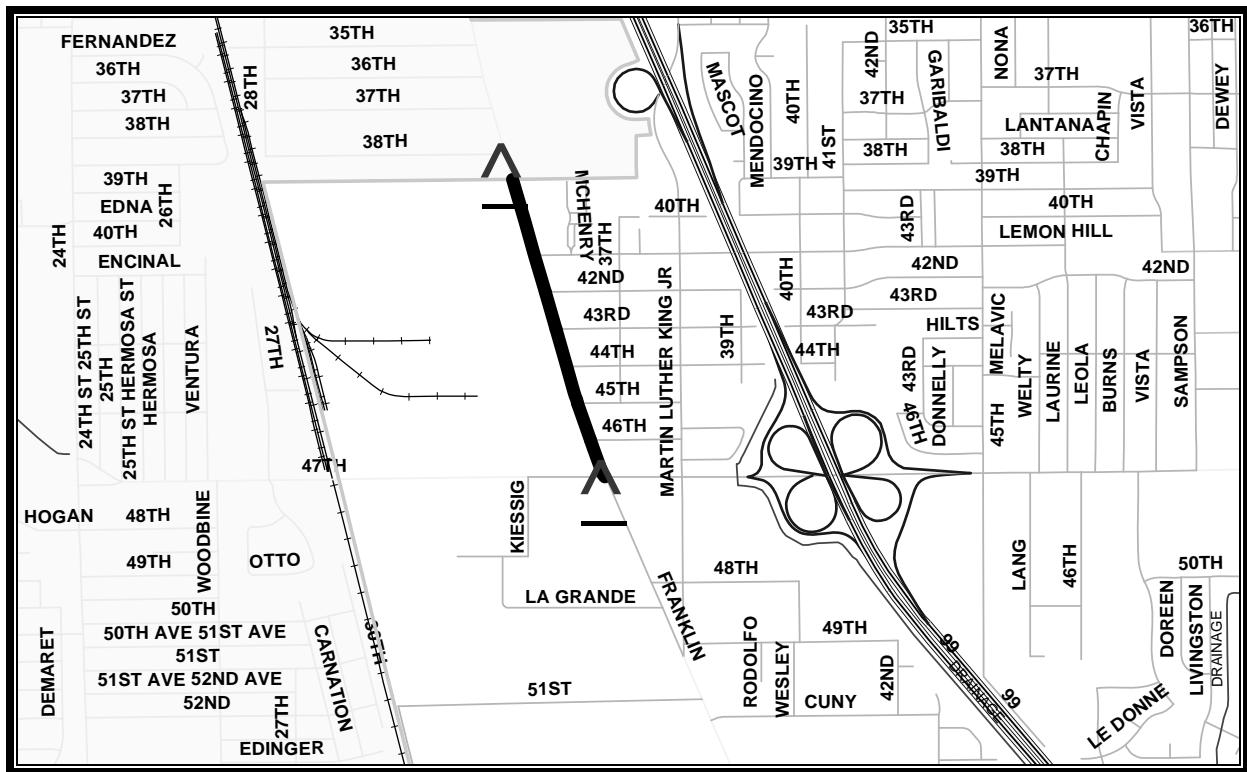 FERNANDEZ
36TH
37TH
38TH
28TH
35TH
36TH
37TH
38TH
39TH
EDNA
26TH
40TH
24TH
ENCINAL
24TH ST 25TH ST
25TH
25TH ST HERMOSA ST
HERMOSA
VENTURA
27TH
47TH
HOGAN
48TH
WOODBINE
49TH
OTTO
50TH
50TH AVE 51ST AVE
51ST
51ST AVE 52ND AVE
52ND
DEMARET
27TH
EDINGER
CARNATION
30TH
MCHENRY
37TH
40TH
42ND
43RD
44TH
45TH
46TH
MARTIN LUTHER KING JR
39TH
KIESSIG
LA GRANDE
FRANKLIN
51ST
48TH
RODOLFO
WESLEY
49TH
CUNY
42ND
MASCOT
MENDOCINO
40TH
39TH
41ST
42ND
35TH
37TH
38TH
GARIBALDI
NONA
37TH
LANTANA
CHAPIN
VISTA
36TH
DEWEY
38TH
39TH
40TH
LEMON HILL
43RD
42ND
42ND
43RD
40TH
43RD
44TH
HILTS
43RD
49TH
DONNELLY
MELAVIC
45TH
WELTY
LAURINE
LEOLA
BURNS
VISTA
SAMPSON
LANG
46TH
50TH
DOREEN
LIVINGSTON
DRAINAGE
LE DONNE
99
DRAINAGE
99